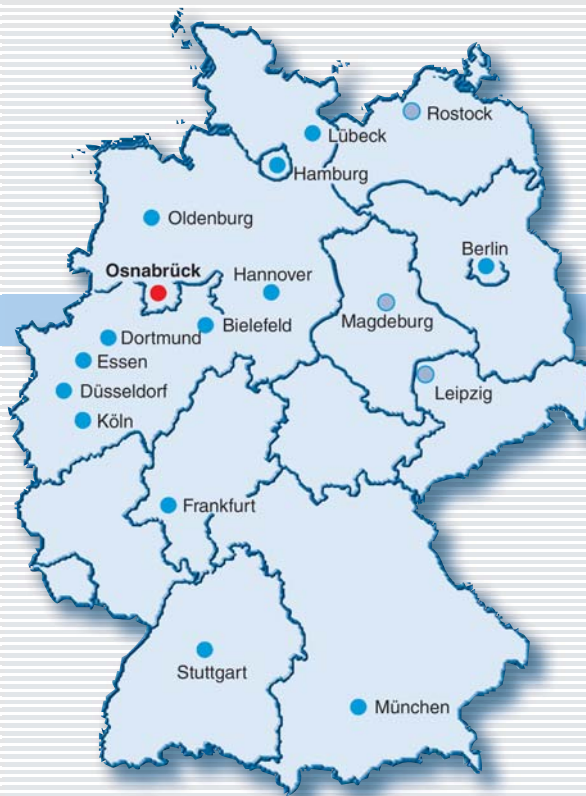 Rostock
Lübeck
Hamburg
Oldenburg
Berlin
Osnabrück
Hannover
Magdeburg
Bielefeld
Dortmund
Essen
Düsseldorf
Leipzig
Köln
Frankfurt
Stuttgart
München